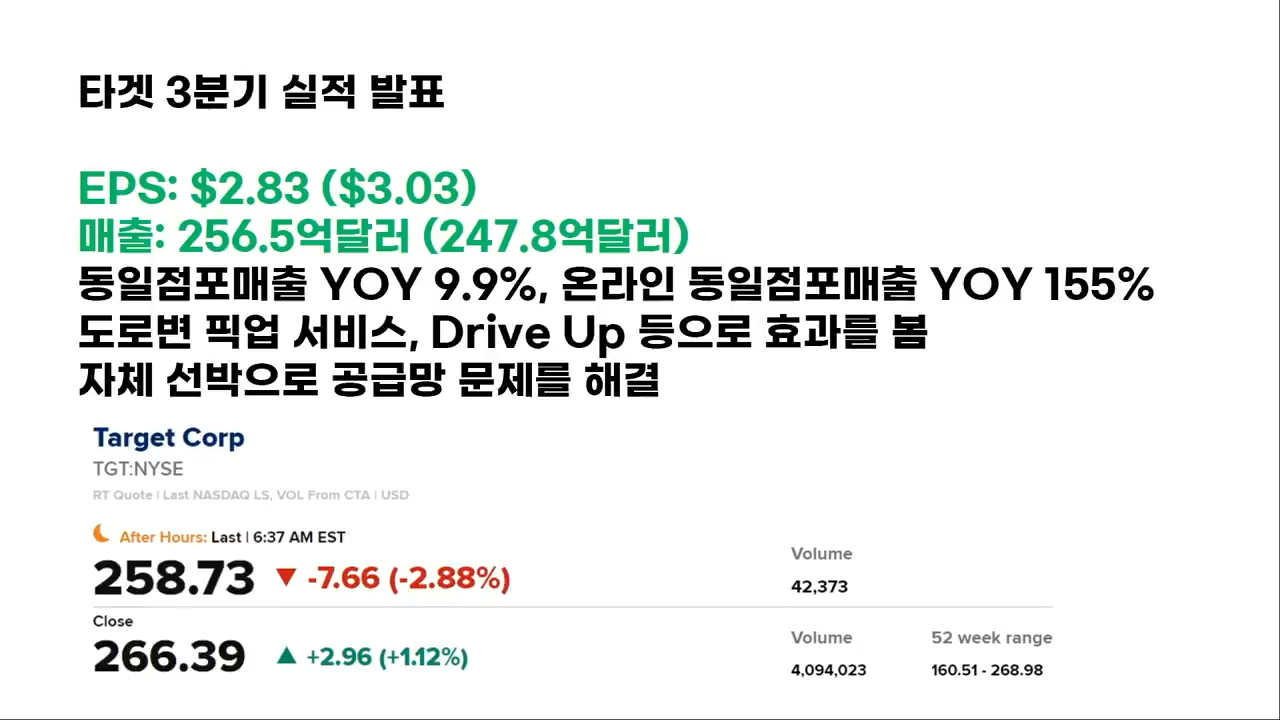 타겟 3분기 실적 발표
EPS: $2.83 ($3.03)
매출: 256.5억달러 (247.8억달러)
동일점포매출 YOY 9.9%, 온라인 동일점포매출 YOY 155%
도로변 픽업 서비스, Drive Up 등으로 효과를 봄
자체 선박으로 공급망 문제를 해결
Target Corp
TGT:NYSE
RT Quote | Last NASDAQ LS, VOL From CTA | USD
After Hours: Last | 6:37 AM EST
258.73 ▼ -7.66 (-2.88%)
Volume
42,373
Close
266.39 ▲ +2.96 (+1.12%)
Volume 52 week range
4,094,023 160.51 - 268.98